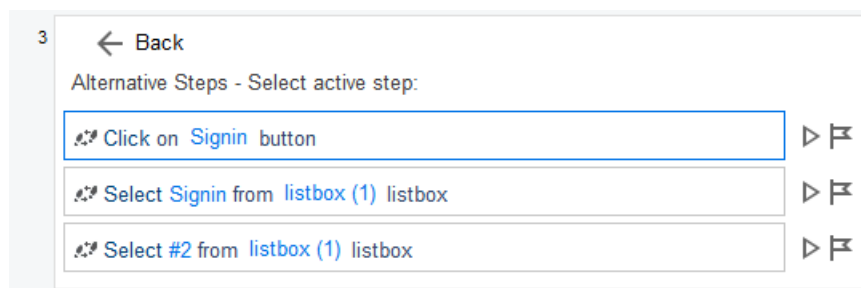 3
Back
Alternative Steps - Select active step:
Click on Signin button
Select Signin from listbox (1) listbox
Select #2 from listbox (1) listbox